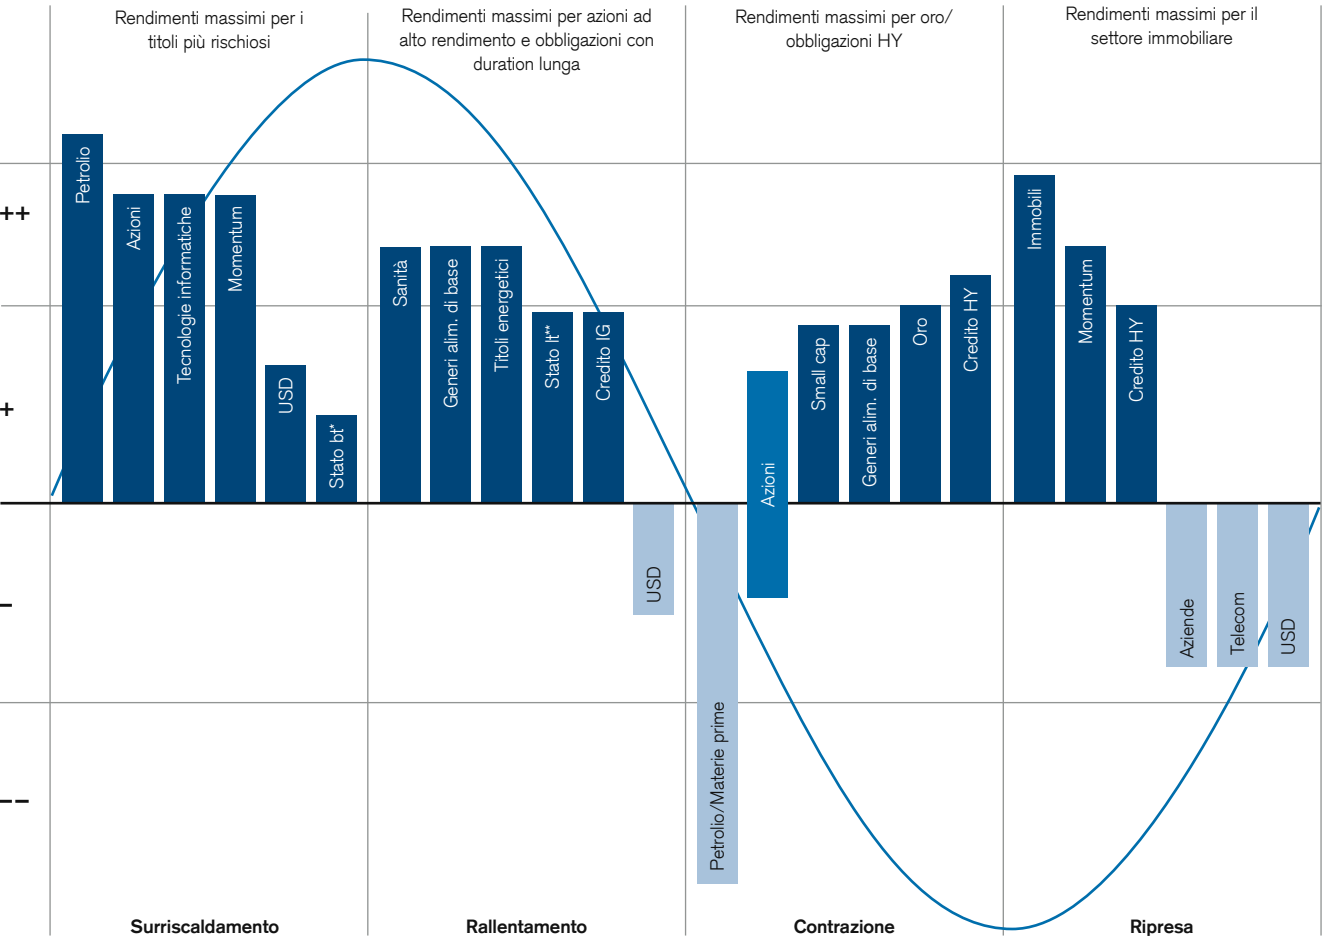 Rendimenti massimi per i
titoli più rischiosi
Rendimenti massimi per azioni ad
alto rendimento e obbligazioni con
duration lunga
Rendimenti massimi per oro/
obbligazioni HY
Rendimenti massimi per il
settore immobiliare
++
+
–
––
Petrolio
Azioni
Tecnologie informatiche
Momentum
USD
Stato bt*
Sanità
Generi alim. di base
Titoli energetici
Stato lt**
Credito IG
USD
Petrolio/Materie prime
Azioni
Small cap
Generi alim. di base
Oro
Credito HY
Immobili
Momentum
Credito HY
Aziende
Telecom
USD
Surriscaldamento
Rallentamento
Contrazione
Ripresa